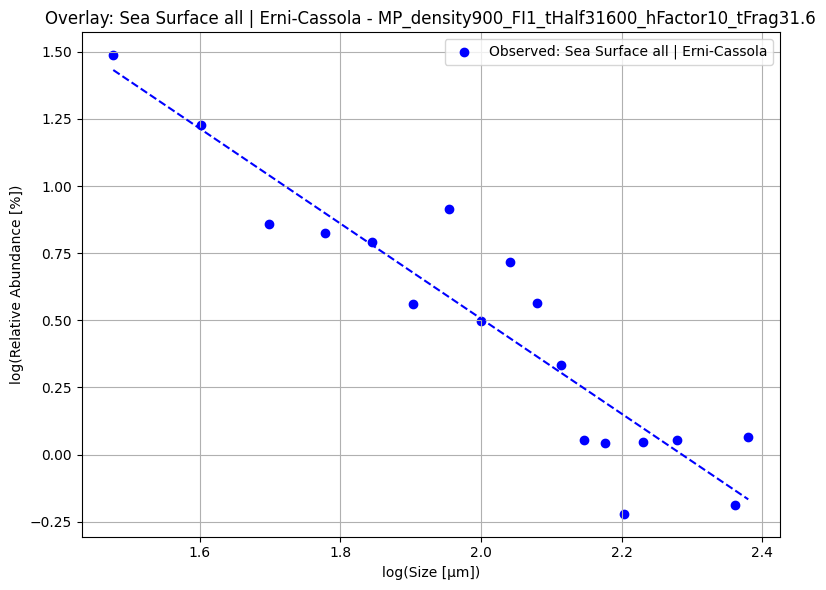 Overlay: Sea Surface all | Erni-Cassola - MP_density900_FI1_tHalf31600_hFactor10_tFrag31.6
Observed: Sea Surface all | Erni-Cassola
log(Relative Abundance [%])
1.50
1.25
1.00
0.75
0.50
0.25
0.00
−0.25
1.6 1.8 2.0 2.2 2.4
log(Size [μm])